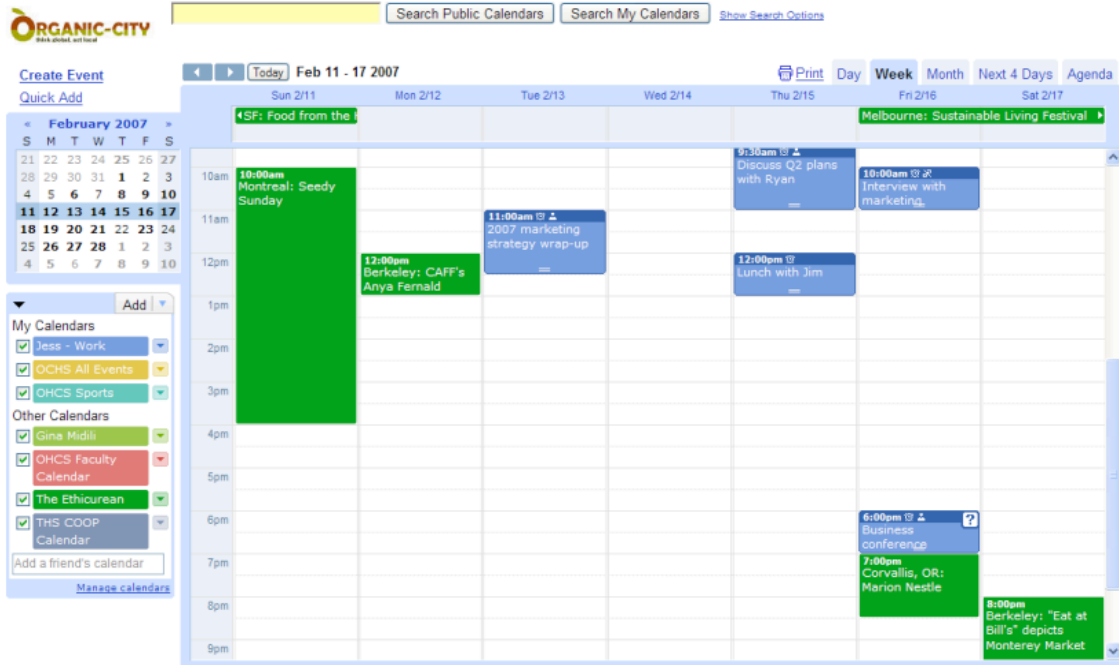 ORGANIC-CITY
think global, act local
Search Public Calendars
Search My Calendars
Show Search Options
Create Event
Quick Add
Today
Feb 11 - 17 2007
Print
Day
Week
Month
Next 4 Days
Agenda
« February 2007 »
S M T W T F S
21 22 23 24 25 26 27
28 29 30 31 1 2 3
4 5 6 7 8 9 10
11 12 13 14 15 16 17
18 19 20 21 22 23 24
25 26 27 28 1 2 3
4 5 6 7 8 9 10
Add
My Calendars
Jess - Work
OCHS All Events
OHCS Sports
Other Calendars
Gina Midili
OHCS Faculty
Calendar
The Ethicurean
THS COOP
Calendar
Add a friend's calendar
Manage calendars
Sun 2/11
Mon 2/12
Tue 2/13
Wed 2/14
Thu 2/15
Fri 2/16
Sat 2/17
SF: Food from the
Melbourne: Sustainable Living Festival
10am
11am
12pm
1pm
2pm
3pm
4pm
5pm
6pm
7pm
8pm
9pm
10:00am
Montreal: Seedy
Sunday
12:00pm
Berkeley: CAFF's
Anya Fernald
11:00am
2007 marketing
strategy wrap-up
9:30am
Discuss Q2 plans
with Ryan
12:00pm
Lunch with Jim
10:00am
Interview with
marketing
6:00pm
?
Business
conference
7:00pm
Corvallis, OR:
Marion Nestle
8:00pm
Berkeley: "Eat at
Bill's" depicts
Monterey Market